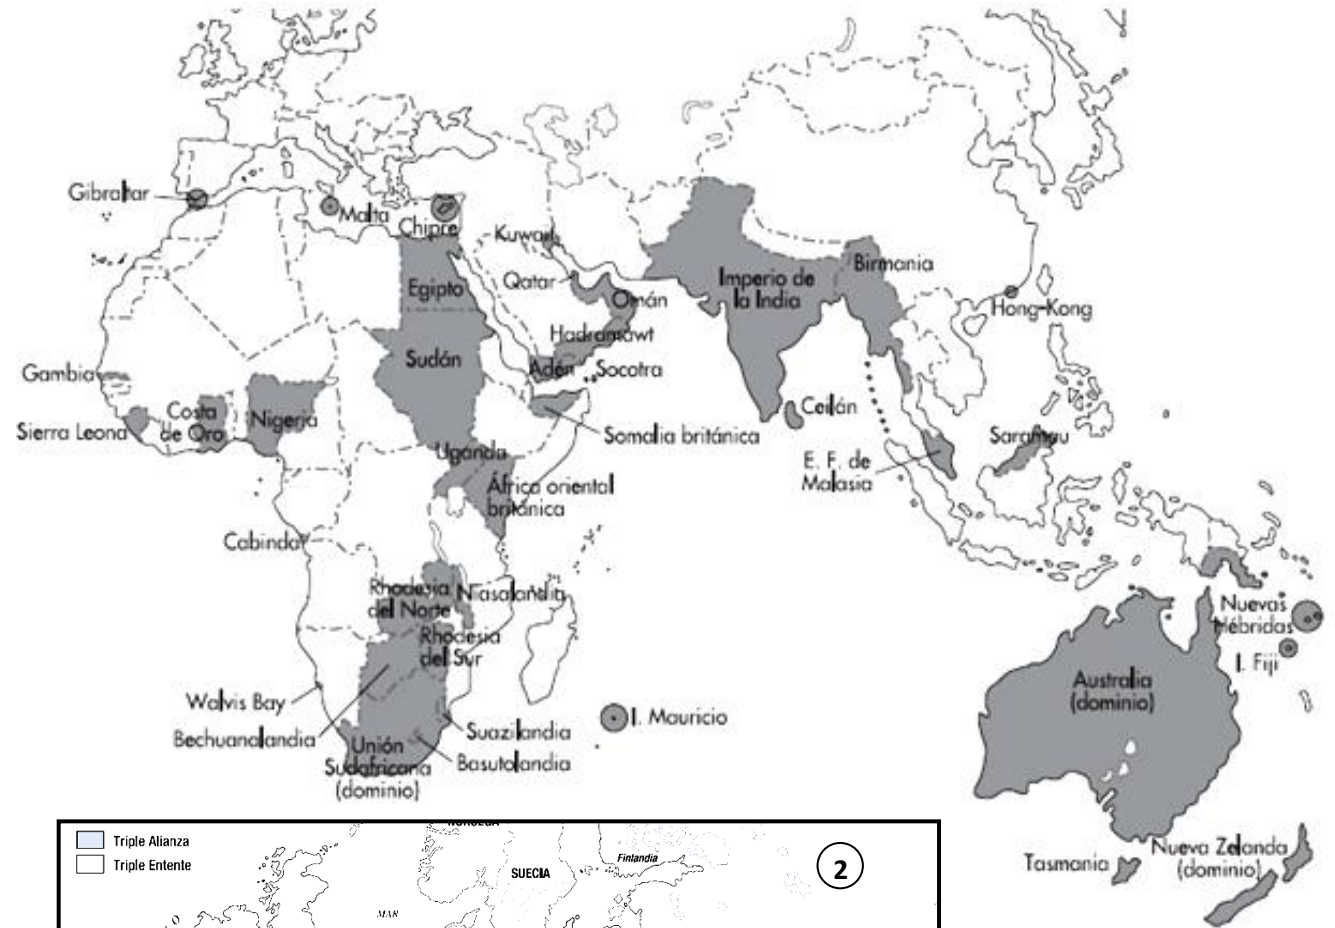 Gibraltar
Malta
Chipre
Kuwait
Qatar
Omán
Egipto
Hadramawt
Sudán
Adén
Socotra
Imperio de
la India
Birmania
Hong-Kong
Gambia
Costa
de Oro
Nigeria
Sierra Leona
Ceilán
Somalia británica
Uganda
África oriental
británica
E. F. de
Malasia
Cabinda
Rhodesia
del Norte
Niasalandia
Rhodesia
del Sur
Nuevas
Hébridas
I. Fiji
Walvis Bay
Bechuanalandia
Suazilandia
Basutolandia
Unión
Sudafricana
(dominio)
I. Mauricio
Australia
(dominio)
Tasmania
Nueva Zelanda
(dominio)
Triple Alianza
Triple Entente
NORUEGA
SUECIA
Finlandia
MAR
2